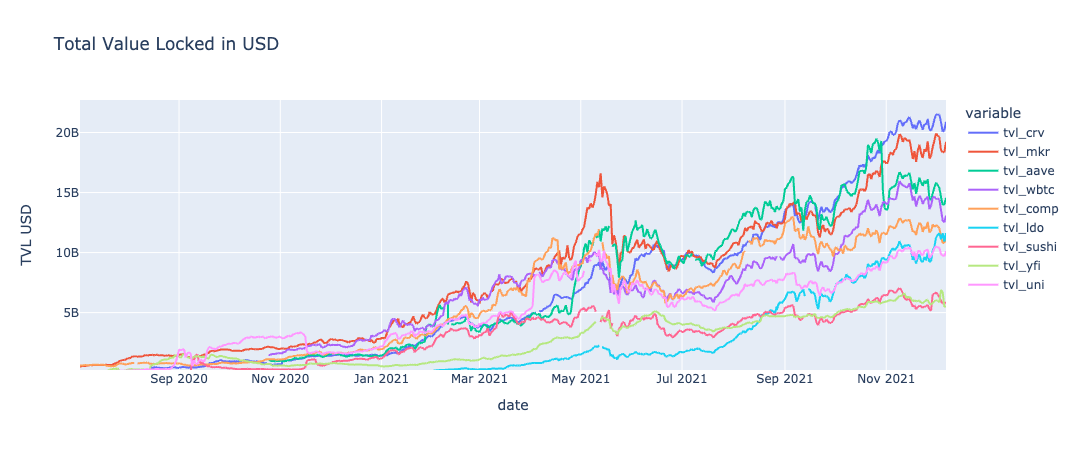 Total Value Locked in USD
variable
tvl_crv
tvl_mkr
tvl_aave
tvl_wbtc
tvl_comp
tvl_ldo
tvl_sushi
tvl_yfi
tvl_uni
20B
15B
10B
5B
TVL USD
Sep 2020 Nov 2020 Jan 2021 Mar 2021 May 2021 Jul 2021 Sep 2021 Nov 2021
date